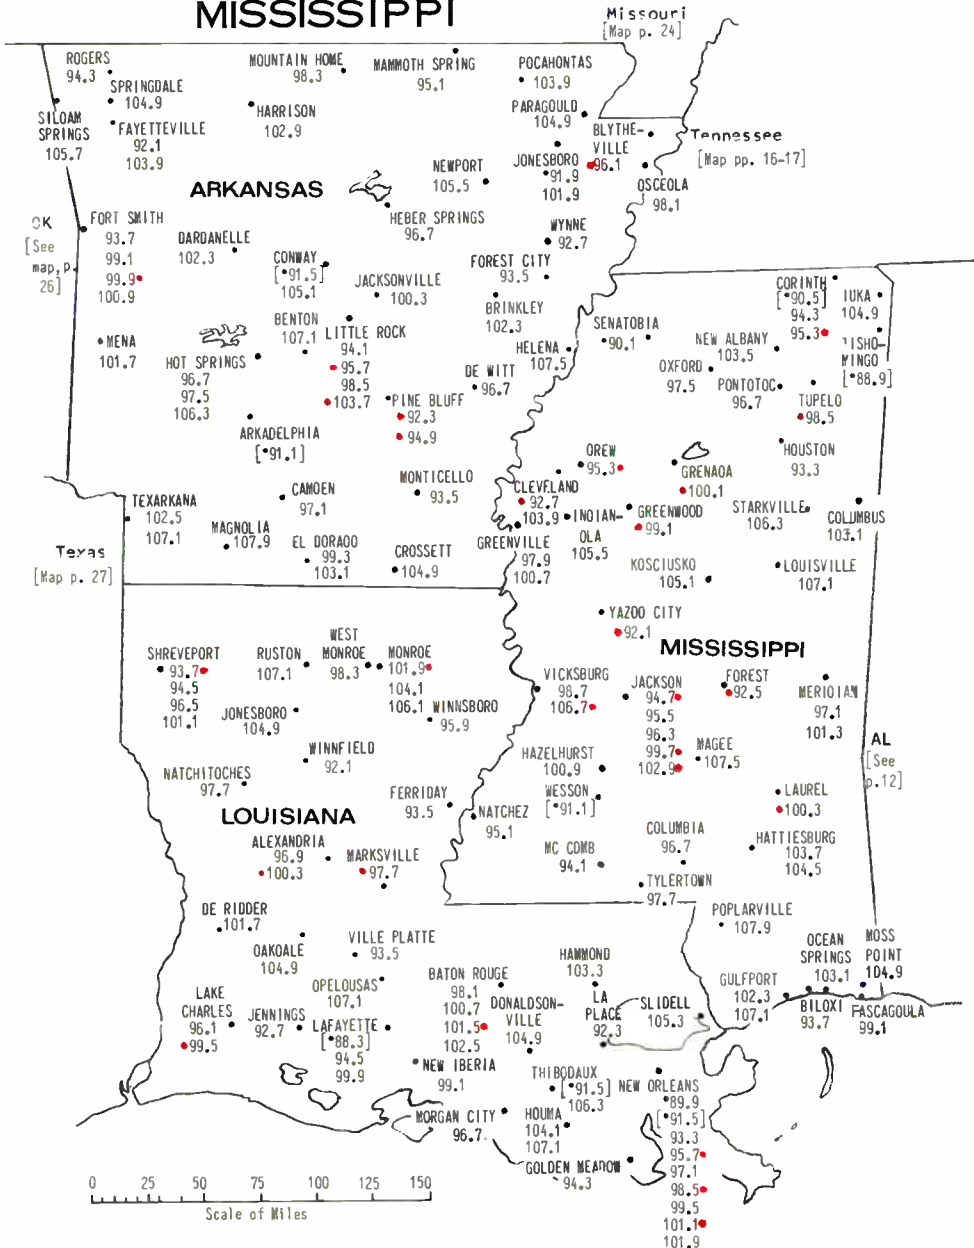 MISSISSIPPI
Missouri
[Map p. 24]
ROGERS
94.3
SPRINGDALE
104.9
SILOAM
SPRINGS
105.7
FAYETTEVILLE
92.1
103.9
MOUNTAIN HOME
98.3
MAMMOTH SPRING
95.1
POCAHONTAS
103.9
HARRISON
102.9
PARAGOULD
104.9
BLYTHE-
VILLE
96.1
Tennessee
[Map pp. 16-17]
JONESBORO
•91.9
101.9
NEWPORT
105.5
OSCEOLA
98.1
ARKANSAS
HEBER SPRINGS
96.7
WYNNE
92.7
OK
[See
map,p.
26]
FORT SMITH
93.7
99.1
99.9
100.9
DARDANELLE
102.3
CONWAY
[•91.5]
105.1
JACKSONVILLE
100.3
FOREST CITY
93.5
BRINKLEY
102.3
CORINTH
[•90.5]
94.3
95.3
IUKA
104.9
MENA
101.7
BENTON
107.1
LITTLE ROCK
94.1
95.7
98.5
103.7
HOT SPRINGS
96.7
97.5
106.3
HELENA
107.5
SENATOBIA
•90.1
NEW ALBANY
103.5
TISHO-
MINGO
[•88.9]
DE WITT
96.7
OXFORD
97.5
PONTOTOC
96.7
TUPELO
98.5
PINE BLUFF
92.3
94.9
ARKADELPHIA
[•91.1]
DREW
95.3
GRENADA
100.1
HOUSTON
93.3
MONTICELLO
93.5
CAMDEN
97.1
CLEVELAND
92.7
103.9
INDIAN-
OLA
105.5
GREENWOOD
99.1
STARKVILLE
106.3
COLUMBUS
103.1
TEXARKANA
102.5
107.1
MAGNOLIA
107.9
EL DORADO
99.3
103.1
CROSSETT
104.9
GREENVILLE
97.9
100.7
Texas
[Map p. 27]
KOSCIUSKO
105.1
LOUISVILLE
107.1
YAZOO CITY
92.1
MISSISSIPPI
SHREVEPORT
93.7
94.5
96.5
101.1
RUSTON
107.1
WEST
MONROE
98.3
MONROE
101.9
104.1
106.1
WINNSBORO
95.9
VICKSBURG
98.7
106.7
JACKSON
94.7
95.5
96.3
99.7
102.9
FOREST
92.5
MERIDIAN
97.1
101.3
JONESBORO
104.9
WINNFIELD
92.1
HAZELHURST
100.9
MAGEE
107.5
AL
[See
p.12]
NATCHITOCHES
97.7
FERRIDAY
93.5
WESSON
[•91.1]
LAUREL
100.3
LOUISIANA
NATCHEZ
95.1
ALEXANDRIA
96.9
100.3
MARKSVILLE
97.7
MC COMB
94.1
COLUMBIA
96.7
HATTIESBURG
103.7
104.5
TYLERTOWN
97.7
DE RIDDER
101.7
POPLARVILLE
107.9
OAKDALE
104.9
VILLE PLATTE
93.5
HAMMOND
103.3
OCEAN
SPRINGS
103.1
MOSS
POINT
104.9
OPELOUSAS
107.1
BATON ROUGE
98.1
100.7
101.5
102.5
DONALDSON-
VILLE
104.9
LA
PLACE
92.3
SLIDELL
105.3
GULFPORT
102.3
107.1
BILOXI
93.7
PASCAGOULA
99.1
LAKE
CHARLES
96.1
99.5
JENNINGS
92.7
LAFAYETTE
[•88.3]
94.5
99.9
NEW IBERIA
99.1
THIBODAUX
[•91.5]
106.3
NEW ORLEANS
•89.9
[•91.5]
93.3
95.7
97.1
98.5
99.5
101.1
101.9
MORGAN CITY
96.7
HOUMA
104.1
107.1
GOLDEN MEADOW
94.3
0 25 50 75 100 125 150
Scale of Miles